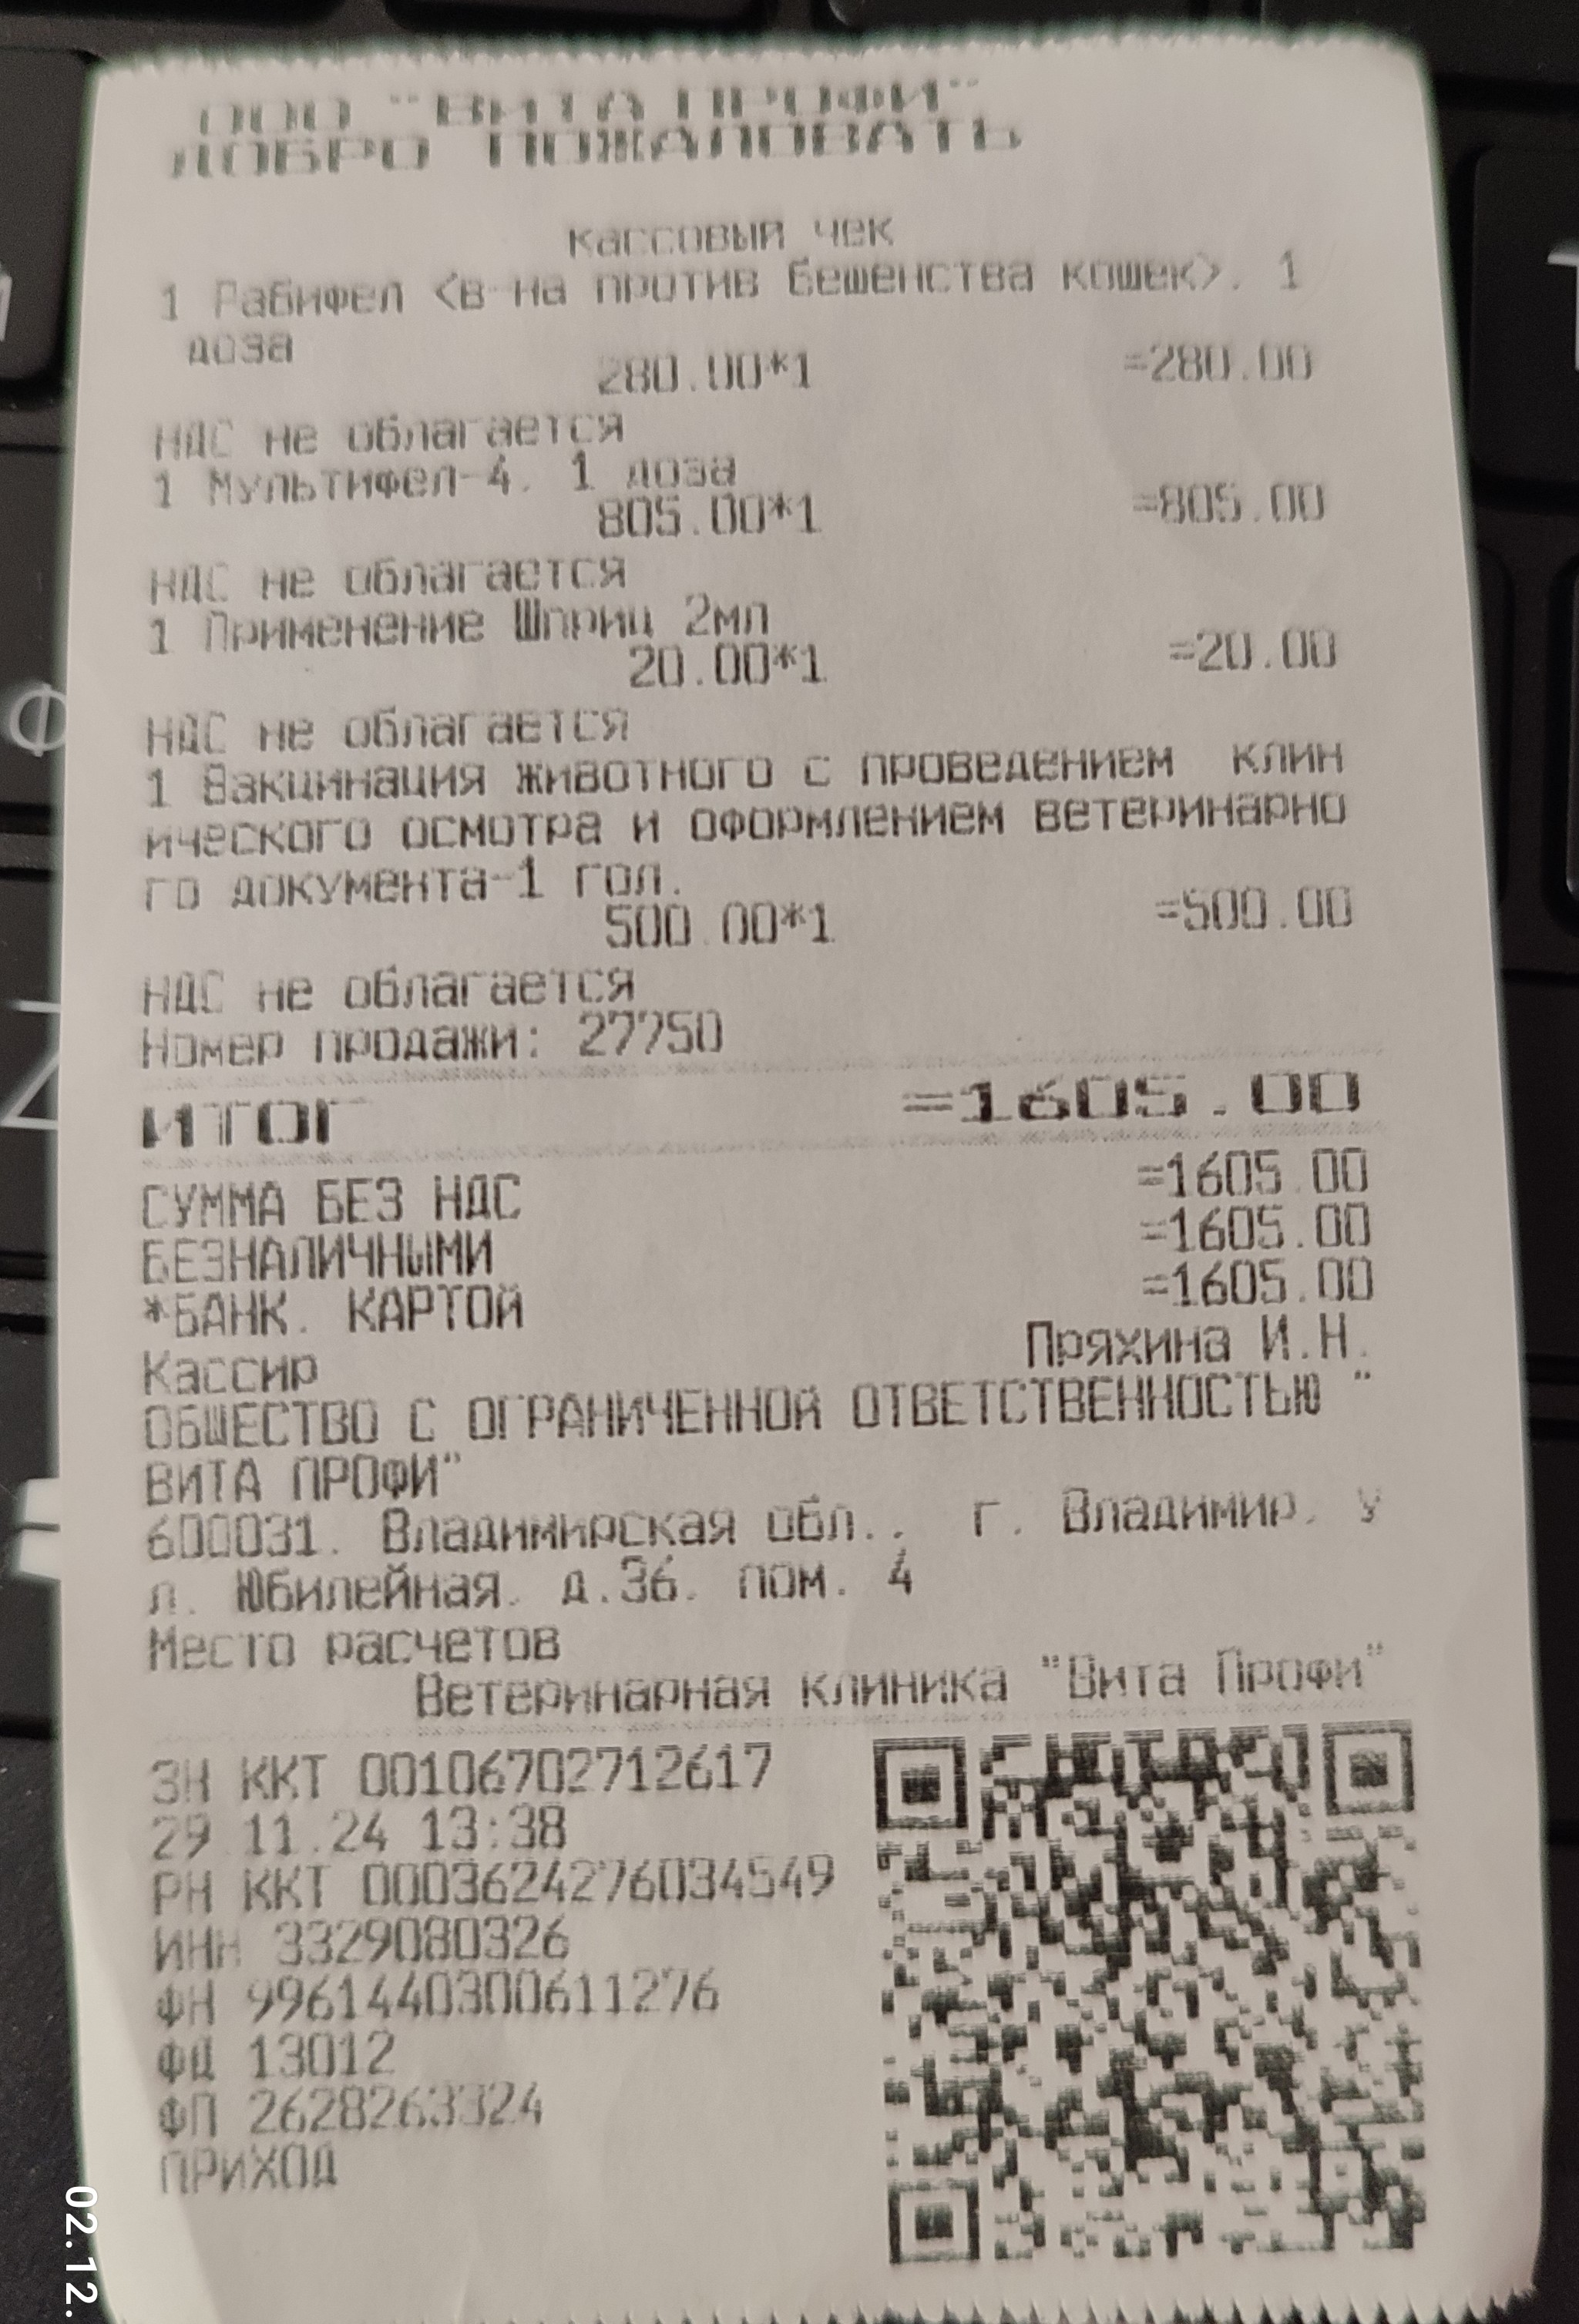 ООО "ВИТА ПРОФИ"
ДОБРО ПОЖАЛОВАТЬ
Кассовый чек
1 Рабифел <в-на против бешенства кошек>, 1
доза
280.00*1 =280.00
НДС не облагается
1 Мультифел-4, 1 доза
805.00*1 =805.00
НДС не облагается
1 Применение Шприц 2мл
20.00*1 =20.00
НДС не облагается
1 Вакцинация животного с проведением клин
ического осмотра и оформлением ветеринарно
го документа-1 гол.
500.00*1 =500.00
НДС не облагается
Номер продажи: 27750
ИТОГ =1605.00
СУММА БЕЗ НДС =1605.00
БЕЗНАЛИЧНЫМИ =1605.00
*БАНК. КАРТОЙ =1605.00
Кассир Пряхина И.Н.
ОБЩЕСТВО С ОГРАНИЧЕННОЙ ОТВЕТСТВЕННОСТЬЮ "
ВИТА ПРОФИ"
600031, Владимирская обл., г. Владимир, у
л. Юбилейная, д.36, пом. 4
Место расчетов
Ветеринарная клиника "Вита Профи"
ЗН ККТ 00106702712617
29.11.24 13:38
РН ККТ 0003624276034549
ИНН 3329080326
ФН 9961440300611276
ФД 13012
ФП 2628263324
ПРИХОД
02.12.
Ф
Z